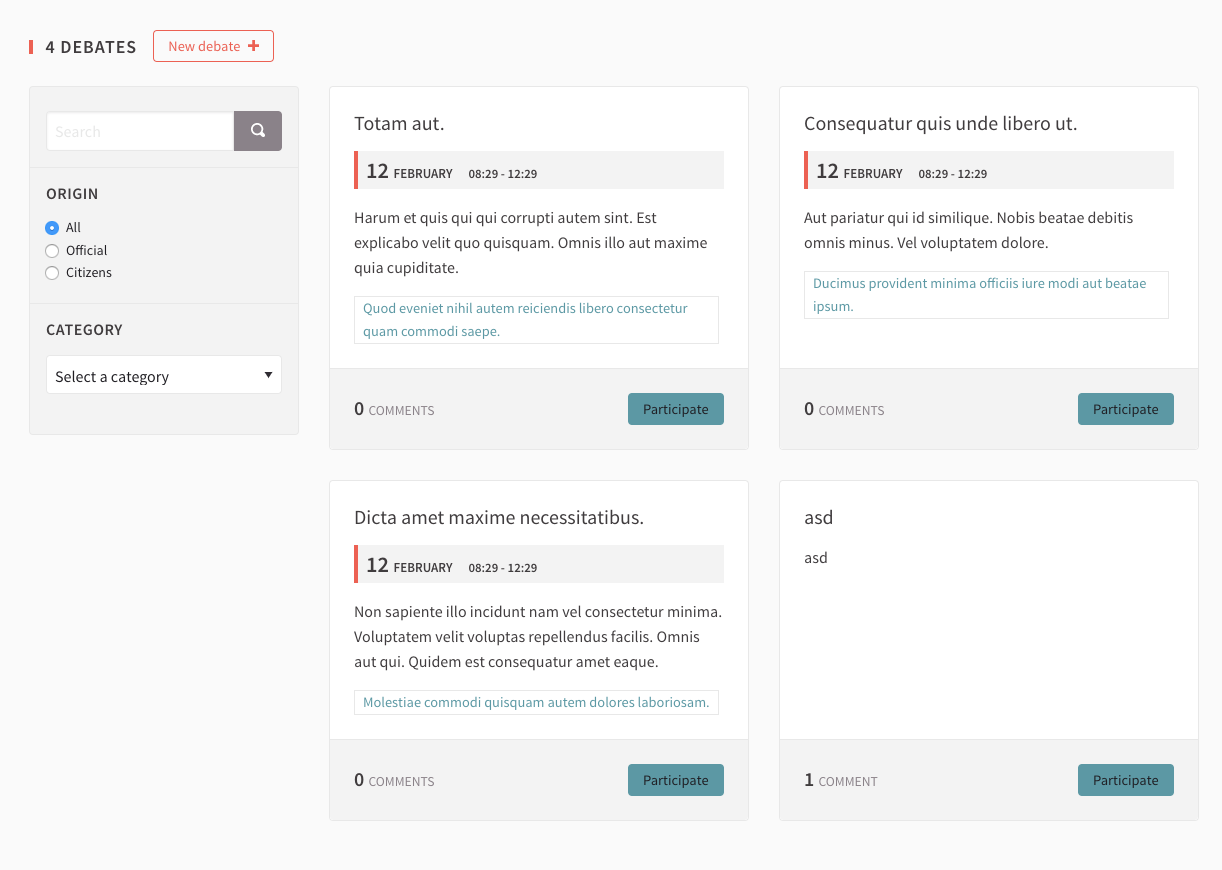 4 DEBATES
New debate
Search
ORIGIN
All
Official
Citizens
CATEGORY
Select a category
Totam aut.
12 FEBRUARY 08:29 - 12:29
Harum et quis qui qui corrupti autem sint. Est
explicabo velit quo quisquam. Omnis illo aut maxime
quia cupiditate.
Quod eveniet nihil autem reiciendis libero consectetur
quam commodi saepe.
0 COMMENTS
Participate
Consequatur quis unde libero ut.
12 FEBRUARY 08:29 - 12:29
Aut pariatur qui id similique. Nobis beatae debitis
omnis minus. Vel voluptatem dolore.
Ducimus provident minima officiis iure modi aut beatae
ipsum.
0 COMMENTS
Participate
Dicta amet maxime necessitatibus.
12 FEBRUARY 08:29 - 12:29
Non sapiente illo incidunt nam vel consectetur minima.
Voluptatem velit voluptas repellendus facilis. Omnis
aut qui. Quidem est consequatur amet eaque.
Molestiae commodi quisquam autem dolores laboriosam.
0 COMMENTS
Participate
asd
asd
1 COMMENT
Participate